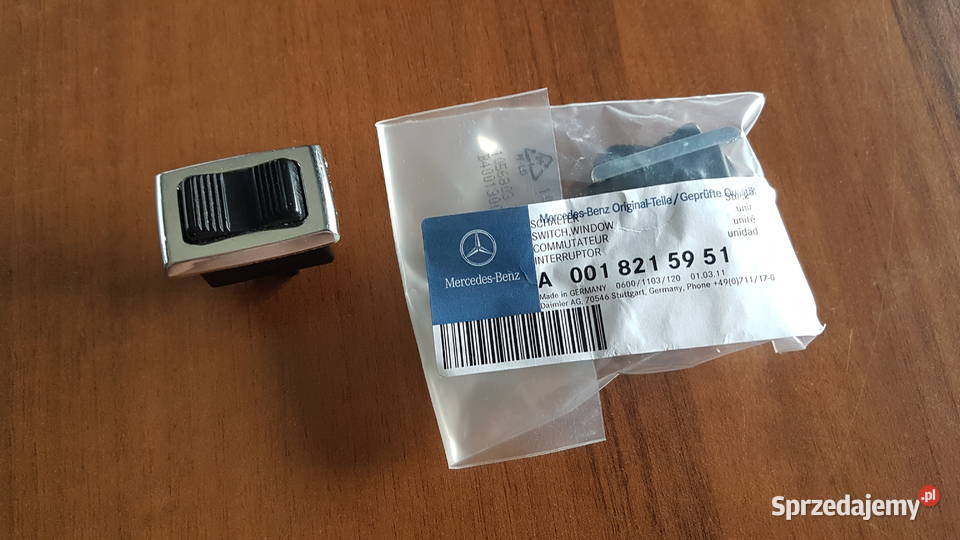 Mercedes-Benz Original-Teile/Geprüfte Qualität
SCHALTER
SWITCH,WINDOW
COMMUTATEUR
INTERRUPTOR
Stück
unit
unité
unidad
A 001 821 59 51
Made in GERMANY 0600/1103/120 01.03.11
Daimler AG, 70546 Stuttgart, Germany, Phone +49(0)711/17-0
Mercedes-Benz
Sprzedajemy.pl